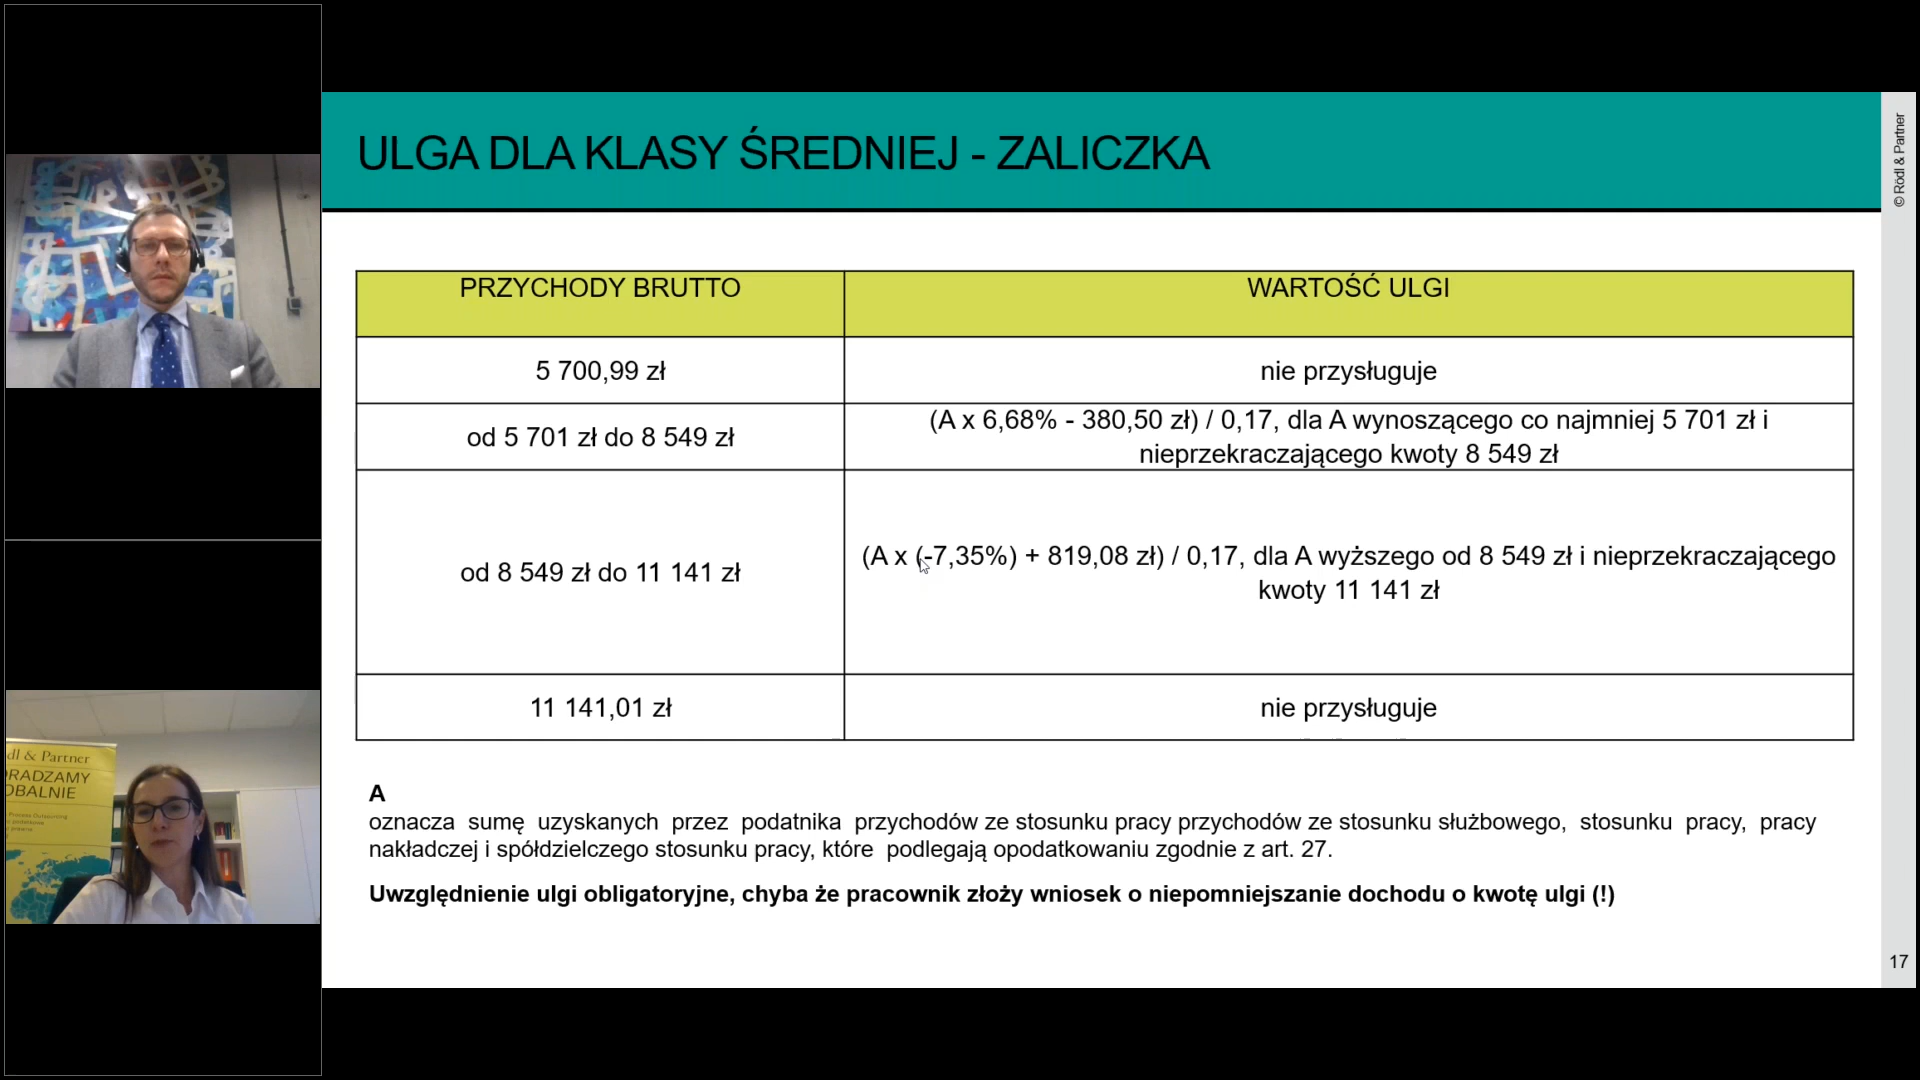 ULGA DLA KLASY ŚREDNIEJ - ZALICZKA
© Rödl & Partner
PRZYCHODY BRUTTO
WARTOŚĆ ULGI
5 700,99 zł
nie przysługuje
od 5 701 zł do 8 549 zł
(A x 6,68% - 380,50 zł) / 0,17, dla A wynoszącego co najmniej 5 701 zł i
nieprzekraczającego kwoty 8 549 zł
od 8 549 zł do 11 141 zł
(A x (-7,35%) + 819,08 zł) / 0,17, dla A wyższego od 8 549 zł i nieprzekraczającego
kwoty 11 141 zł
11 141,01 zł
nie przysługuje
A
oznacza sumę uzyskanych przez podatnika przychodów ze stosunku pracy przychodów ze stosunku służbowego, stosunku pracy, pracy
nakładczej i spółdzielczego stosunku pracy, które podlegają opodatkowaniu zgodnie z art. 27.
Uwzględnienie ulgi obligatoryjne, chyba że pracownik złoży wniosek o niepomniejszanie dochodu o kwotę ulgi (!)
17
dl & Partner
ORADZAMY
OBALNIE